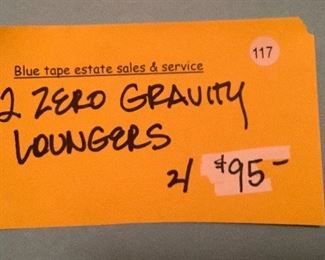 117
Blue tape estate sales & service
2 ZERO GRAVITY
LOUNGERS
2/ $95-